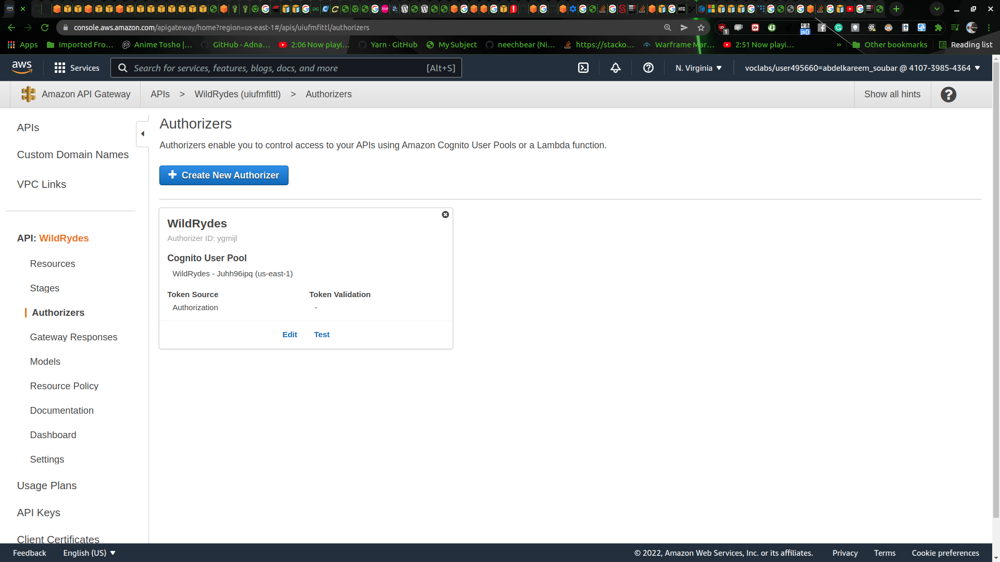 console.aws.amazon.com/apigateway/home?region=us-east-1#/apis/uiufmfittl/authorizers
Apps
Imported Fro…
Anime Tosho |…
GitHub - Adna…
2:06 Now playi…
Yarn · GitHub
My Subject
neechbear (Ni…
https://stacko…
Warframe Mar…
2:51 Now playi…
»
Other bookmarks
Reading list
aws
Services
Search for services, features, blogs, docs, and more
[Alt+S]
N. Virginia
voclabs/user495660=abdelkareem_soubar @ 4107-3985-4364
Amazon API Gateway
APIs > WildRydes (uiufmfittl) > Authorizers
Show all hints
APIs
Custom Domain Names
VPC Links
API: WildRydes
Resources
Stages
Authorizers
Gateway Responses
Models
Resource Policy
Documentation
Dashboard
Settings
Usage Plans
API Keys
Client Certificates
Authorizers
Authorizers enable you to control access to your APIs using Amazon Cognito User Pools or a Lambda function.
Create New Authorizer
WildRydes
Authorizer ID: ygmijl
Cognito User Pool
WildRydes - Juhh96ipq (us-east-1)
Token Source
Authorization
Token Validation
-
Edit
Test
Feedback
English (US)
© 2022, Amazon Web Services, Inc. or its affiliates.
Privacy
Terms
Cookie preferences